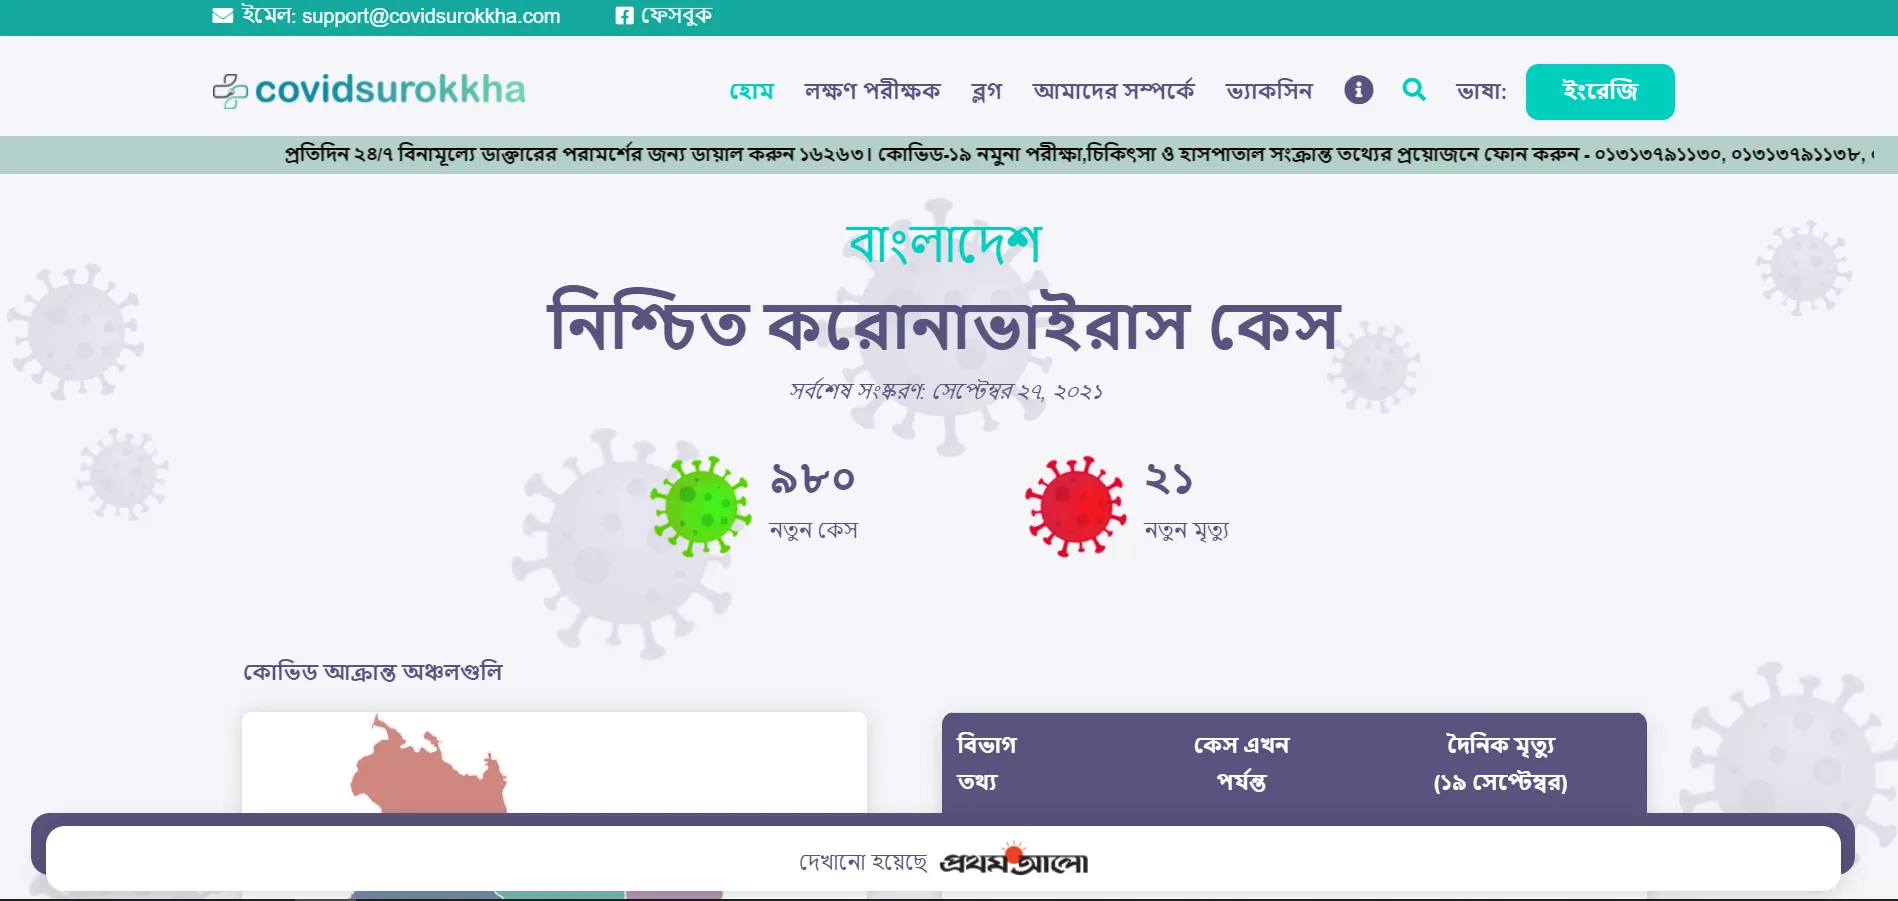 ইমেল: support@covidsurokkha.com ফেসবুক
covidsurokkha হোম লক্ষণ পরীক্ষক ব্লগ আমাদের সম্পর্কে ভ্যাকসিন ভাষা: ইংরেজি
প্রতিদিন ২৪/৭ বিনামূল্যে ডাক্তারের পরামর্শের জন্য ডায়াল করুন ১৬২৬৩। কোভিড-১৯ নমুনা পরীক্ষা,চিকিৎসা ও হাসপাতাল সংক্রান্ত তথ্যের প্রয়োজনে ফোন করুন - ০১৩১৩৭৯১১৩০, ০১৩১৩৭৯১১৩৮,
বাংলাদেশ
নিশ্চিত করোনাভাইরাস কেস
সর্বশেষ সংষ্করণ: সেপ্টেম্বর ২৭, ২০২১
৯৮০
নতুন কেস
২১
নতুন মৃত্যু
কোভিড আক্রান্ত অঞ্চলগুলি
বিভাগ কেস এখন দৈনিক মৃত্যু
তথ্য পর্যন্ত (১৯ সেপ্টেম্বর)
দেখানো হয়েছে প্রথম আলো